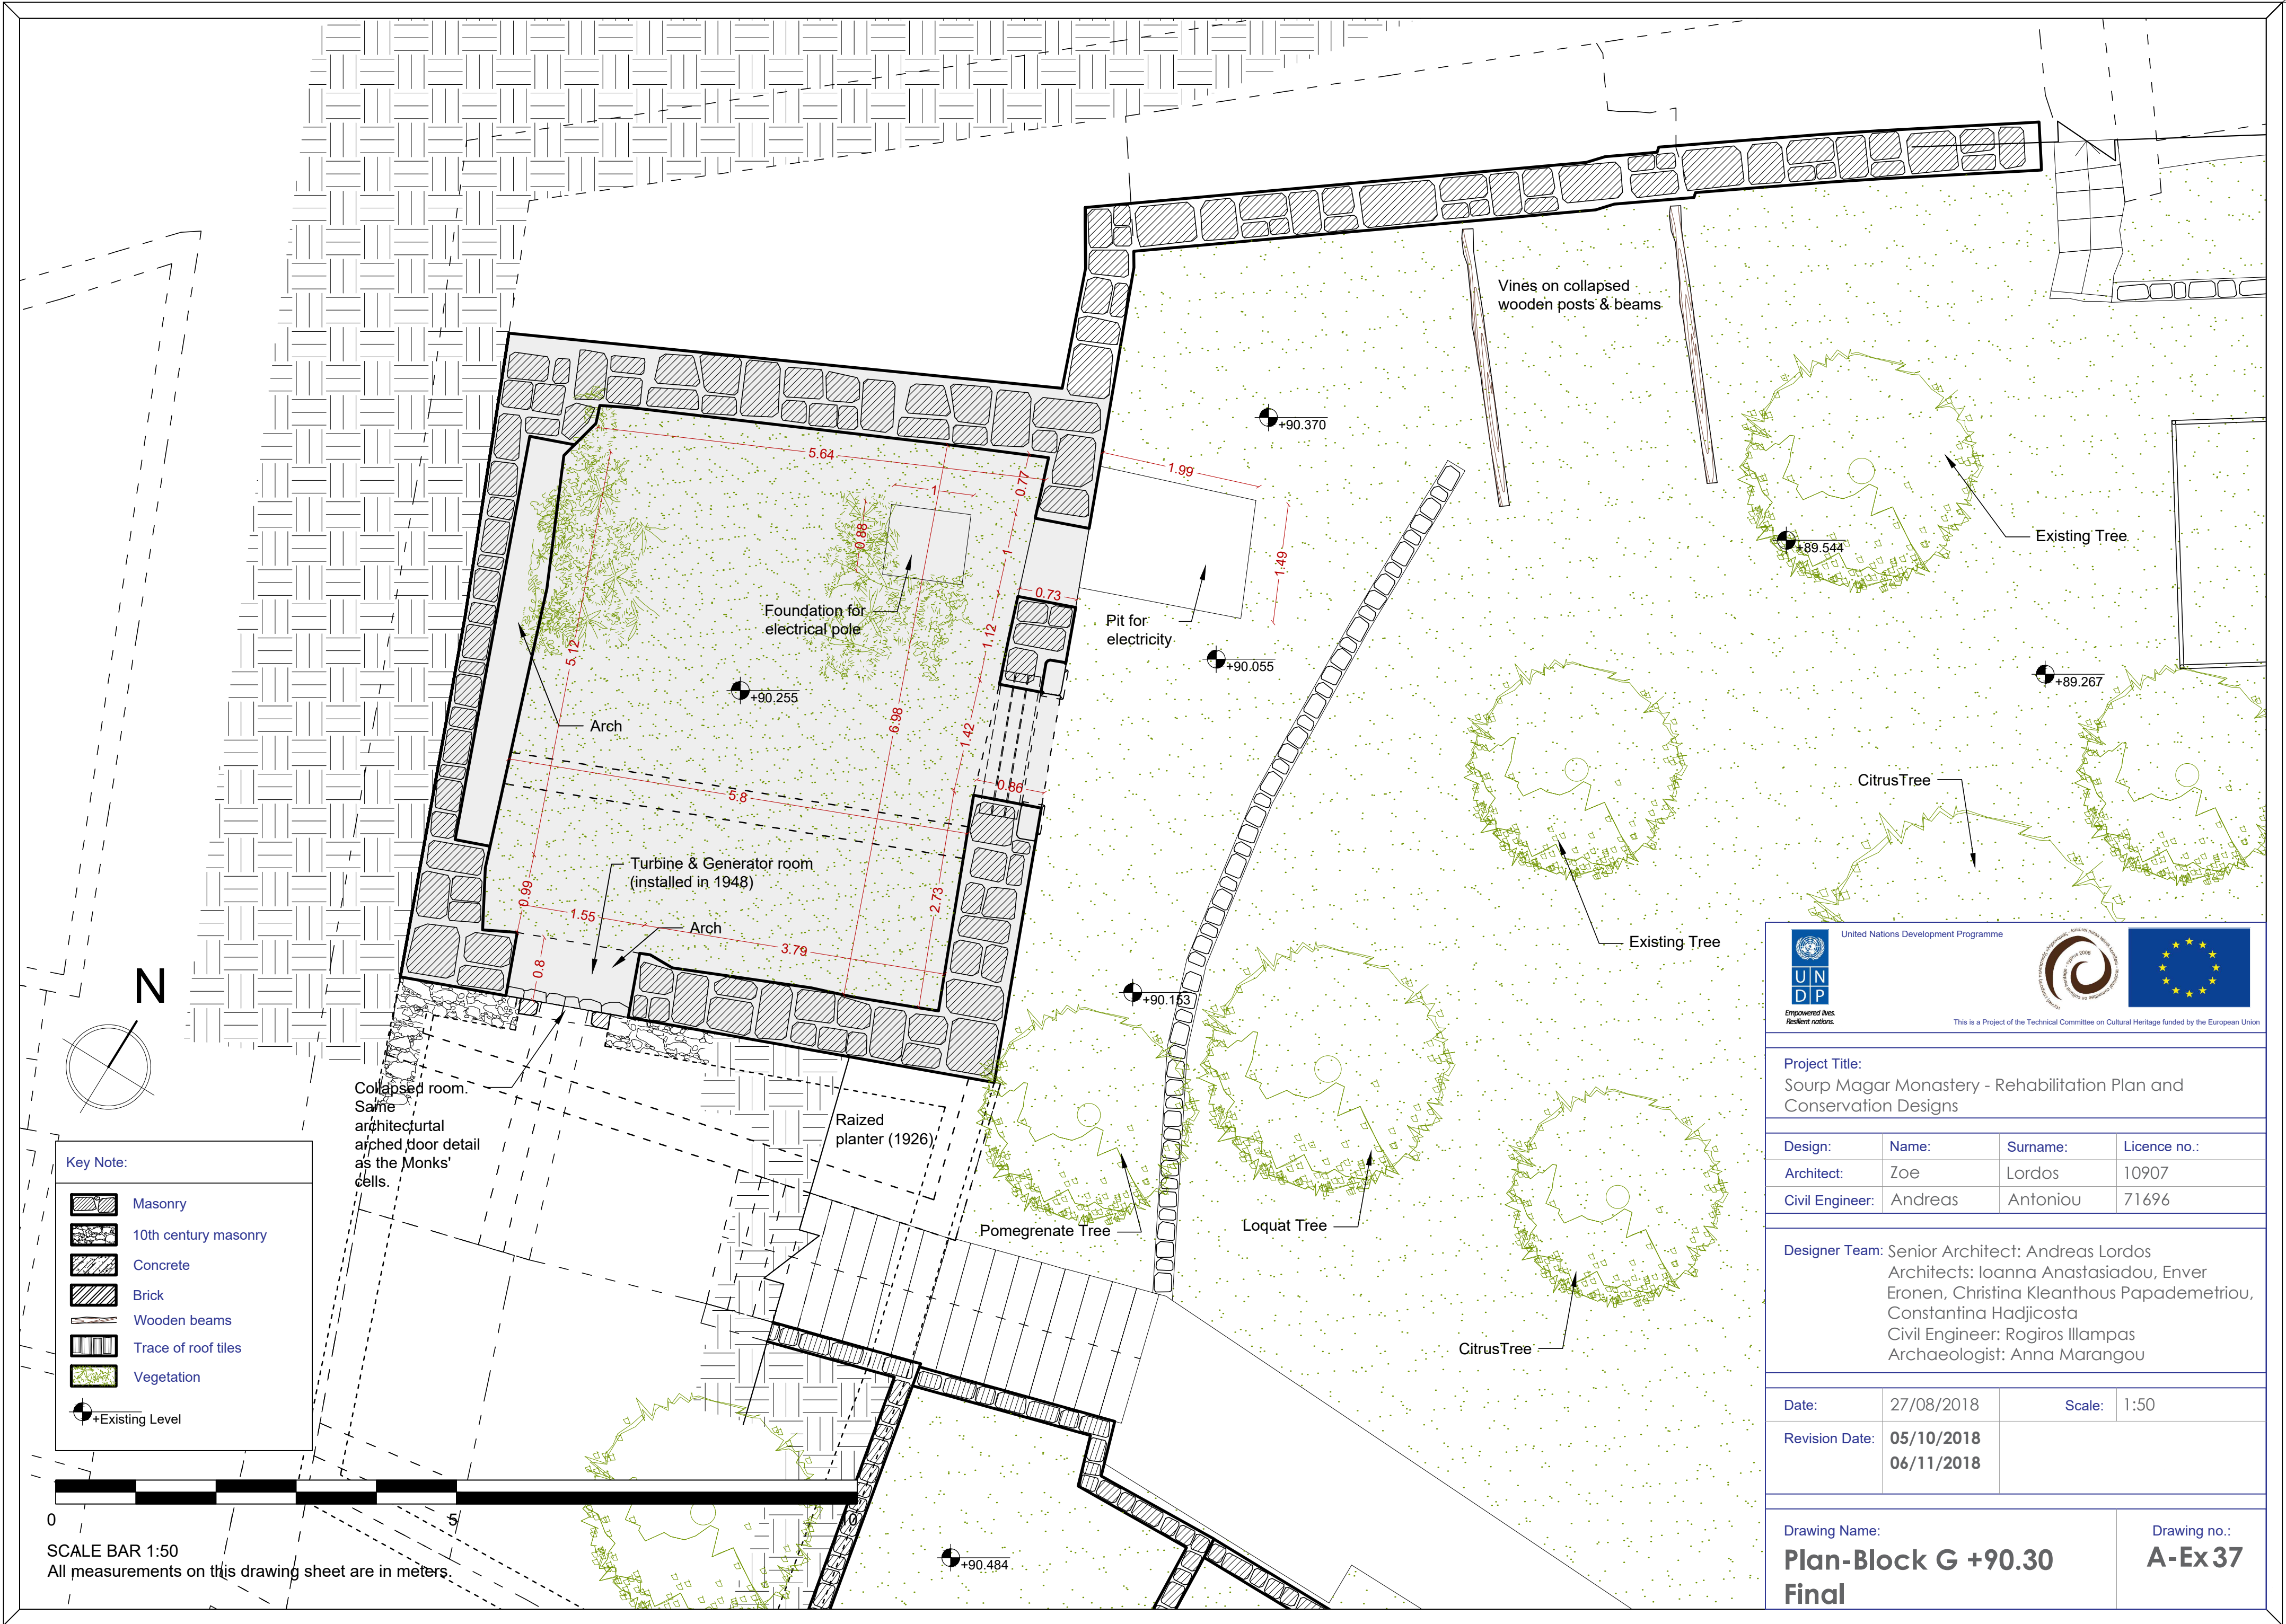 Vines on collapsed
wooden posts & beams
+90.370
5.64
1.99
0.77
1
0.88
1
1.49
+89.544
Existing Tree
Foundation for
electrical pole
0.73
Pit for
electricity
1.12
5.12
+90.055
+90.255
+89.267
Arch
6.98
1.42
5.8
0.86
CitrusTree
Turbine & Generator room
(installed in 1948)
0.99
1.55
2.73
Arch
3.79
0.8
Existing Tree
+90.153
N
Collapsed room.
Same
architecturtal
arched door detail
as the Monks'
cells.
Raized
planter (1926)
Pomegrenate Tree
Loquat Tree
CitrusTree
+90.484
Key Note:
Masonry
10th century masonry
Concrete
Brick
Wooden beams
Trace of roof tiles
Vegetation
+Existing Level
0
5
10
SCALE BAR 1:50
All measurements on this drawing sheet are in meters.
United Nations Development Programme
U N
D P
Empowered lives.
Resilient nations.
This is a Project of the Technical Committee on Cultural Heritage funded by the European Union
Project Title:
Sourp Magar Monastery - Rehabilitation Plan and
Conservation Designs
Design: Name: Surname: Licence no.:
Architect: Zoe Lordos 10907
Civil Engineer: Andreas Antoniou 71696
Designer Team: Senior Architect: Andreas Lordos
Architects: Ioanna Anastasiadou, Enver
Eronen, Christina Kleanthous Papademetriou,
Constantina Hadjicosta
Civil Engineer: Rogiros Illampas
Archaeologist: Anna Marangou
Date: 27/08/2018 Scale: 1:50
Revision Date: 05/10/2018
06/11/2018
Drawing Name:
Plan-Block G +90.30
Final
Drawing no.:
A-Ex 37